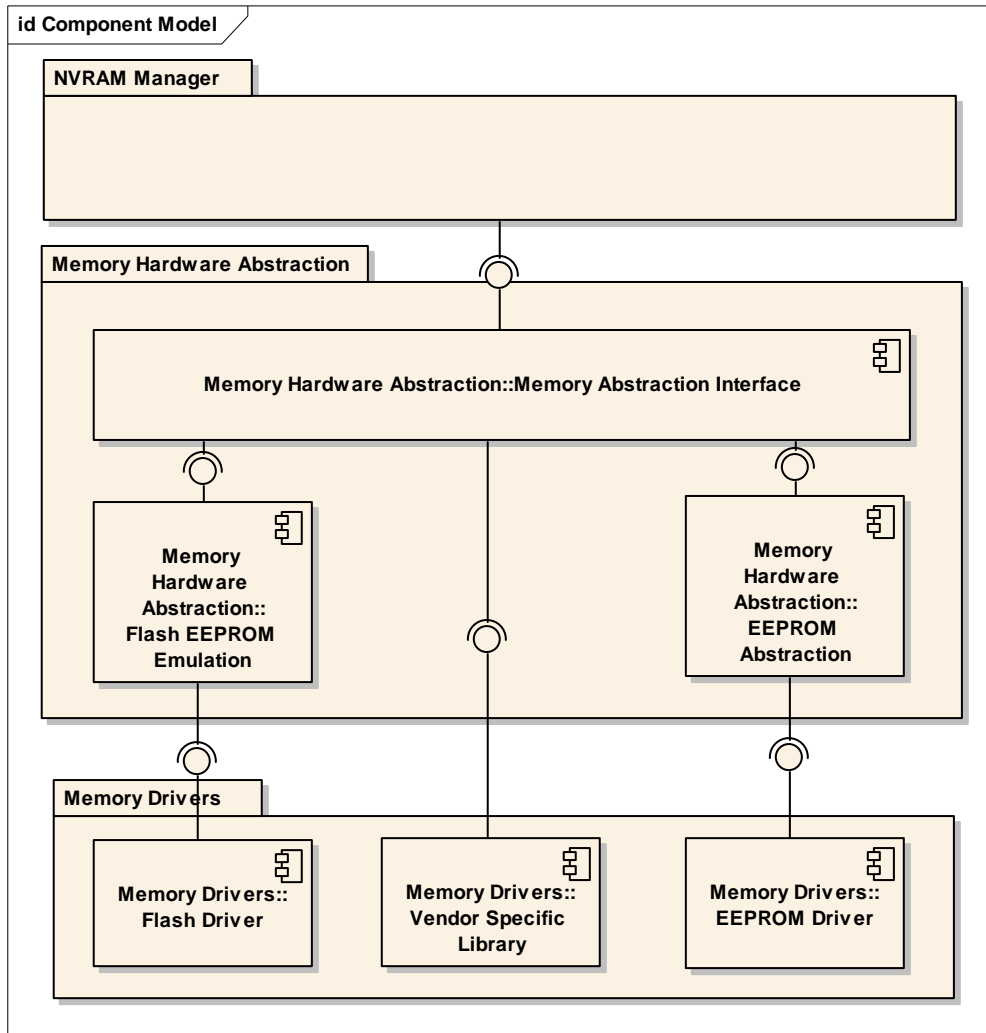 id Component Model
NVRAM Manager
Memory Hardware Abstraction
Memory Hardware Abstraction::Memory Abstraction Interface
Memory
Hardware
Abstraction::
Flash EEPROM
Emulation
Memory
Hardware
Abstraction::
EEPROM
Abstraction
Memory Drivers
Memory Drivers::
Flash Driver
Memory Drivers::
Vendor Specific
Library
Memory Drivers::
EEPROM Driver